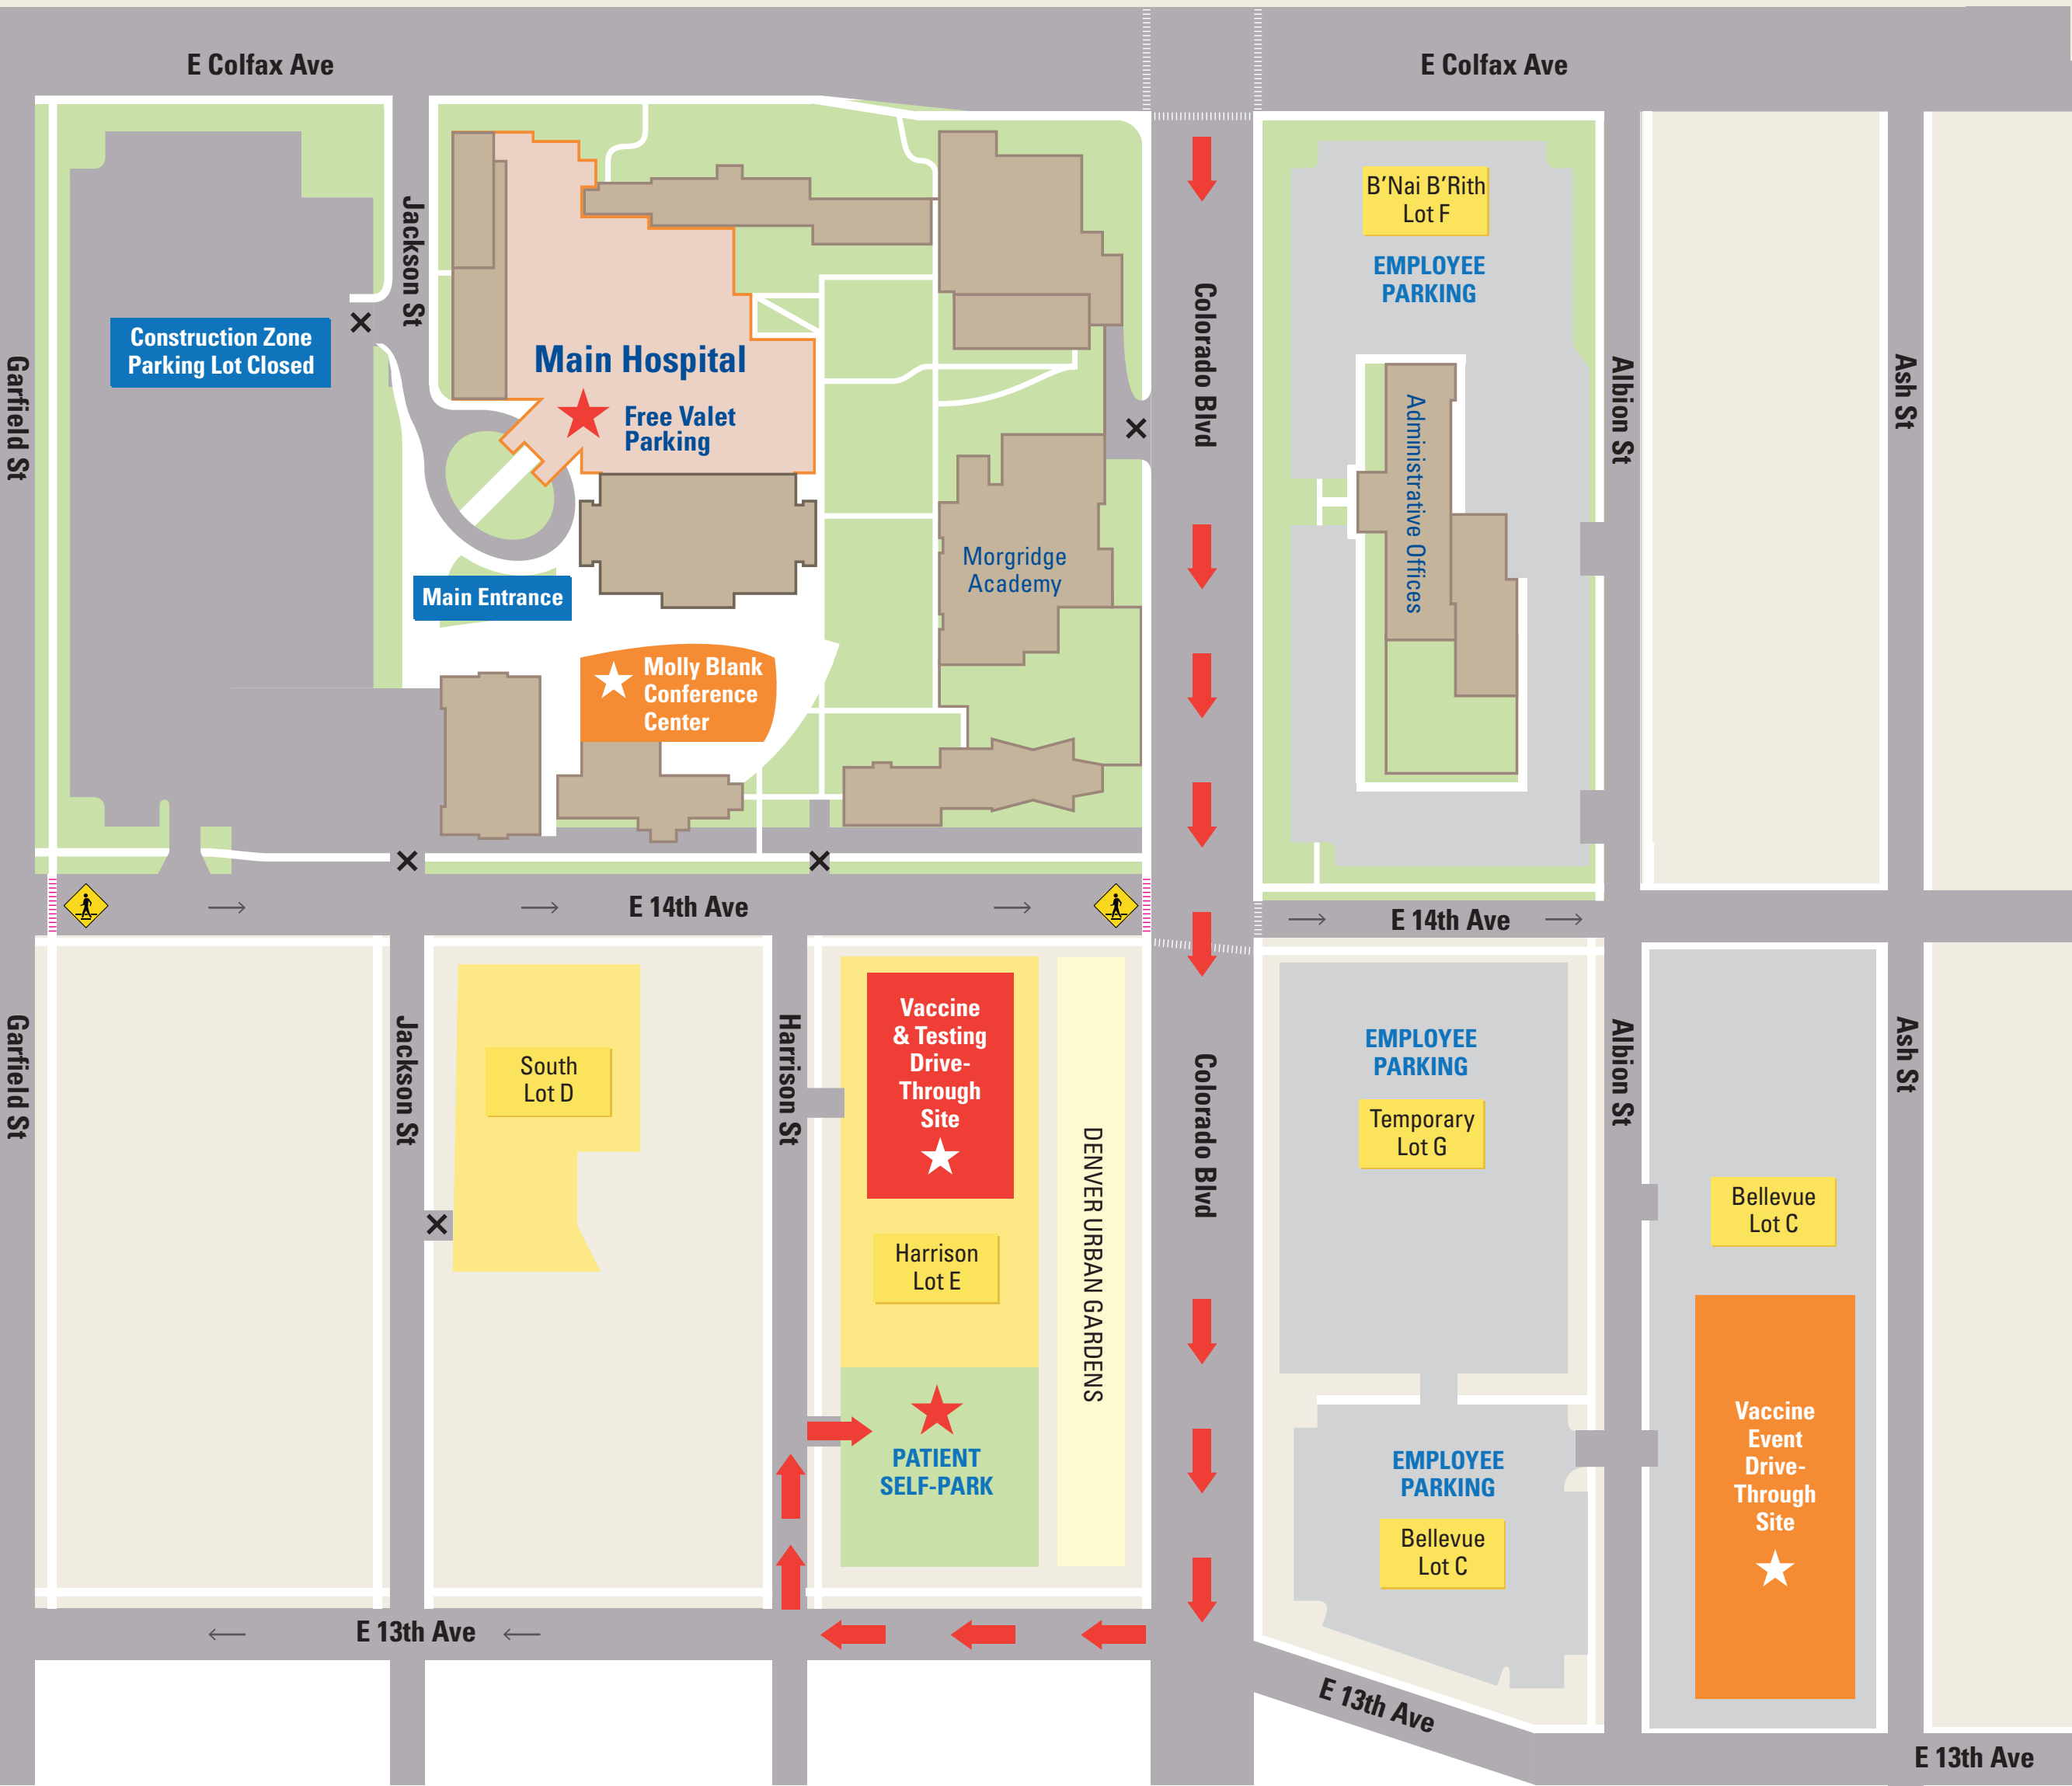 E Colfax Ave
E Colfax Ave
Jackson St
B’Nai B’Rith
Lot F
EMPLOYEE
PARKING
Colorado Blvd
Construction Zone
Parking Lot Closed
Garfield St
Main Hospital
Free Valet
Parking
Administrative Offices
Albion St
Ash St
Morgridge
Academy
Main Entrance
Molly Blank
Conference
Center
E 14th Ave
E 14th Ave
Garfield St
Jackson St
South
Lot D
Harrison St
Vaccine
& Testing
Drive-
Through
Site
Harrison
Lot E
DENVER URBAN GARDENS
Colorado Blvd
EMPLOYEE
PARKING
Temporary
Lot G
Albion St
Ash St
Bellevue
Lot C
PATIENT
SELF-PARK
EMPLOYEE
PARKING
Bellevue
Lot C
Vaccine
Event
Drive-
Through
Site
E 13th Ave
E 13th Ave
E 13th Ave